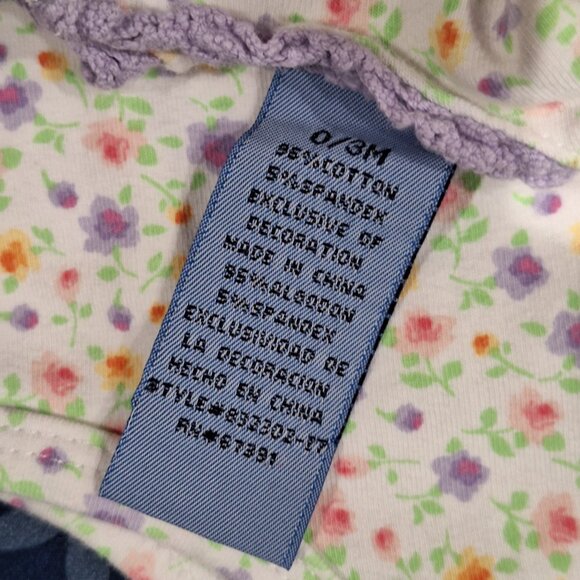 0/3M
95%COTTON
5%SPANDEX
EXCLUSIVE OF
DECORATION
MADE IN CHINA
95%ALGODON
5%SPANDEX
EXCLUSIVIDAD DE
LA DECORACION
HECHO EN CHINA
STYLE#832302-17
RN#67391